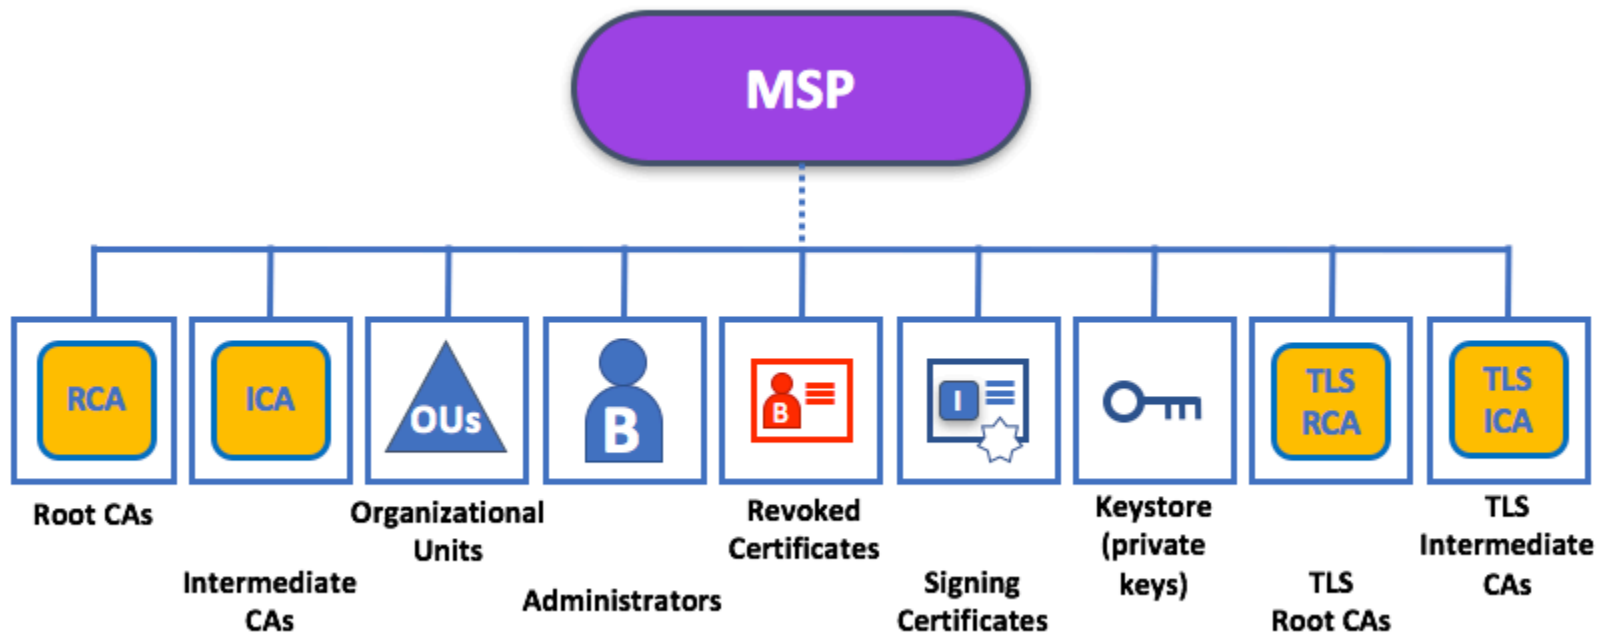 MSP
RCA
ICA
OUs
B
B
I
TLS
RCA
TLS
ICA
Root CAs
Intermediate
CAs
Organizational
Units
Administrators
Revoked
Certificates
Signing
Certificates
Keystore
(private
keys)
TLS
Root CAs
TLS
Intermediate
CAs